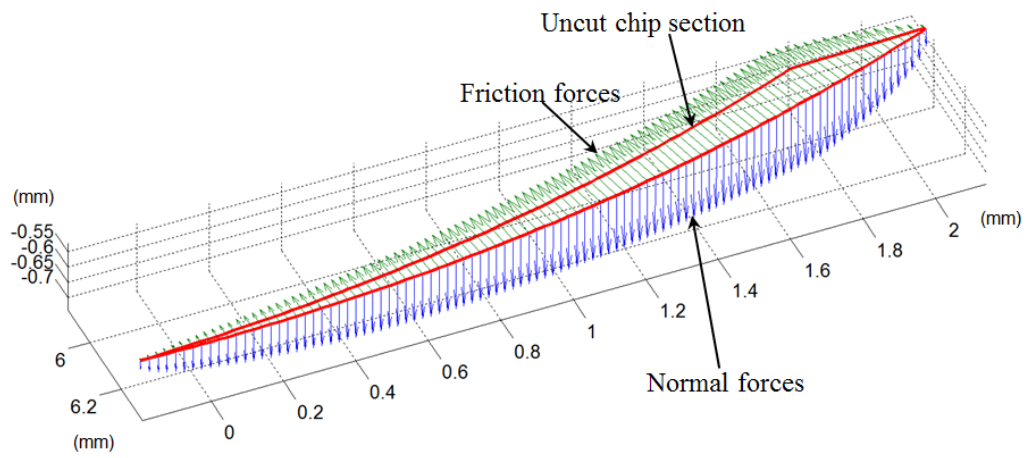 Uncut chip section
Friction forces
(mm)
-0.55
-0.6
-0.65
-0.7
(mm)
2
1.8
1.6
1.4
1.2
1
0.8
0.6
0.4
0.2
0
6
6.2
(mm)
Normal forces